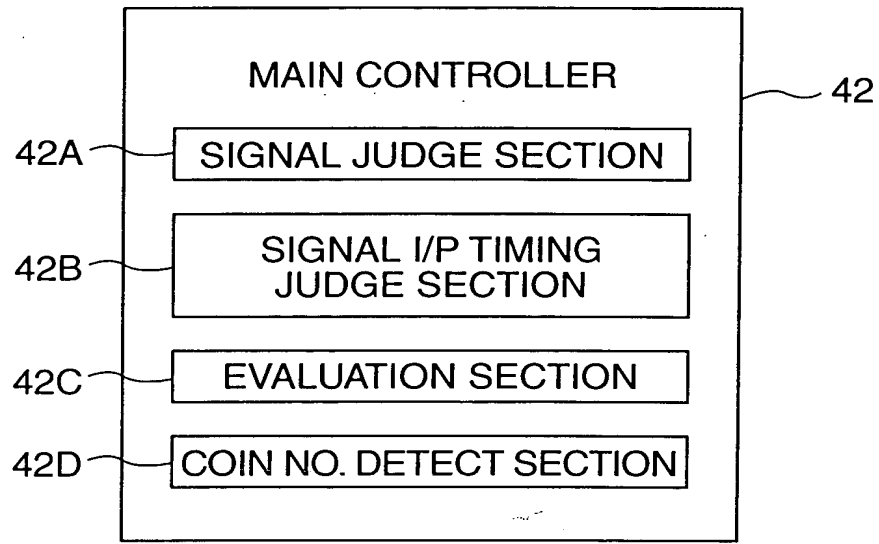 MAIN CONTROLLER
42
42A
SIGNAL JUDGE SECTION
42B
SIGNAL I/P TIMING
JUDGE SECTION
42C
EVALUATION SECTION
42D
COIN NO. DETECT SECTION